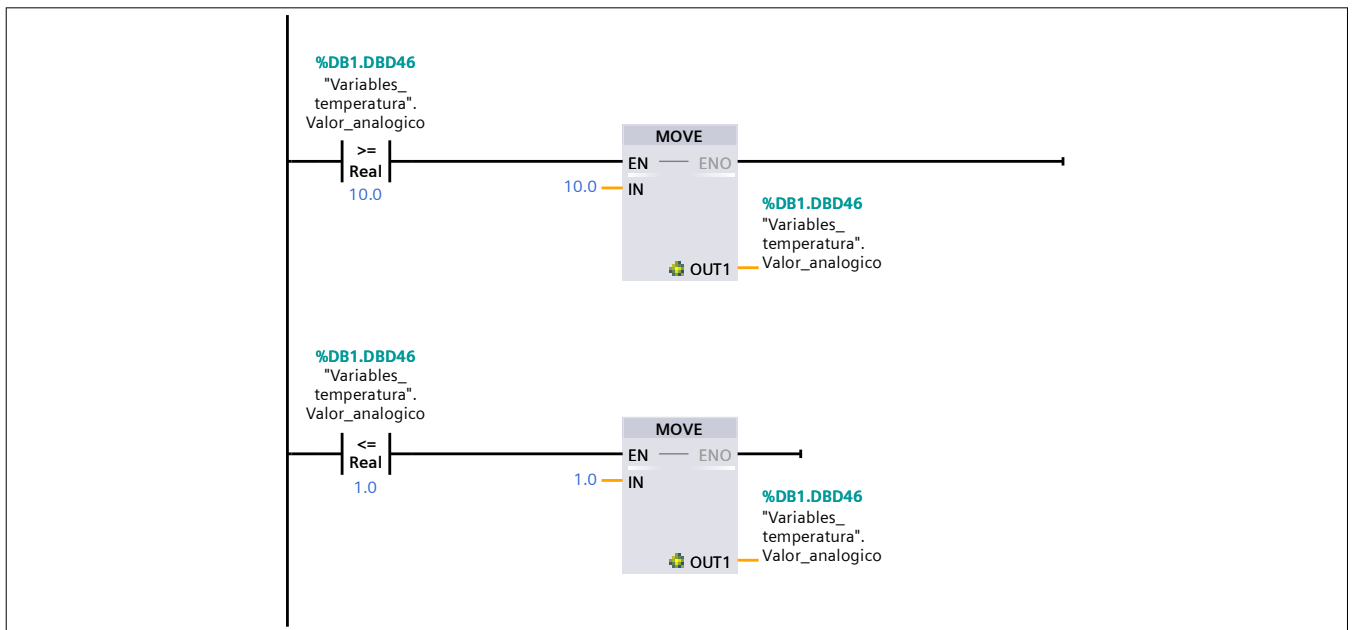 %DB1.DBD46
"Variables_
temperatura".
Valor_analogico
>=
Real
10.0
MOVE
EN
ENO
10.0
IN
OUT1
%DB1.DBD46
"Variables_
temperatura".
Valor_analogico
%DB1.DBD46
"Variables_
temperatura".
Valor_analogico
<=
Real
1.0
MOVE
EN
ENO
1.0
IN
OUT1
%DB1.DBD46
"Variables_
temperatura".
Valor_analogico